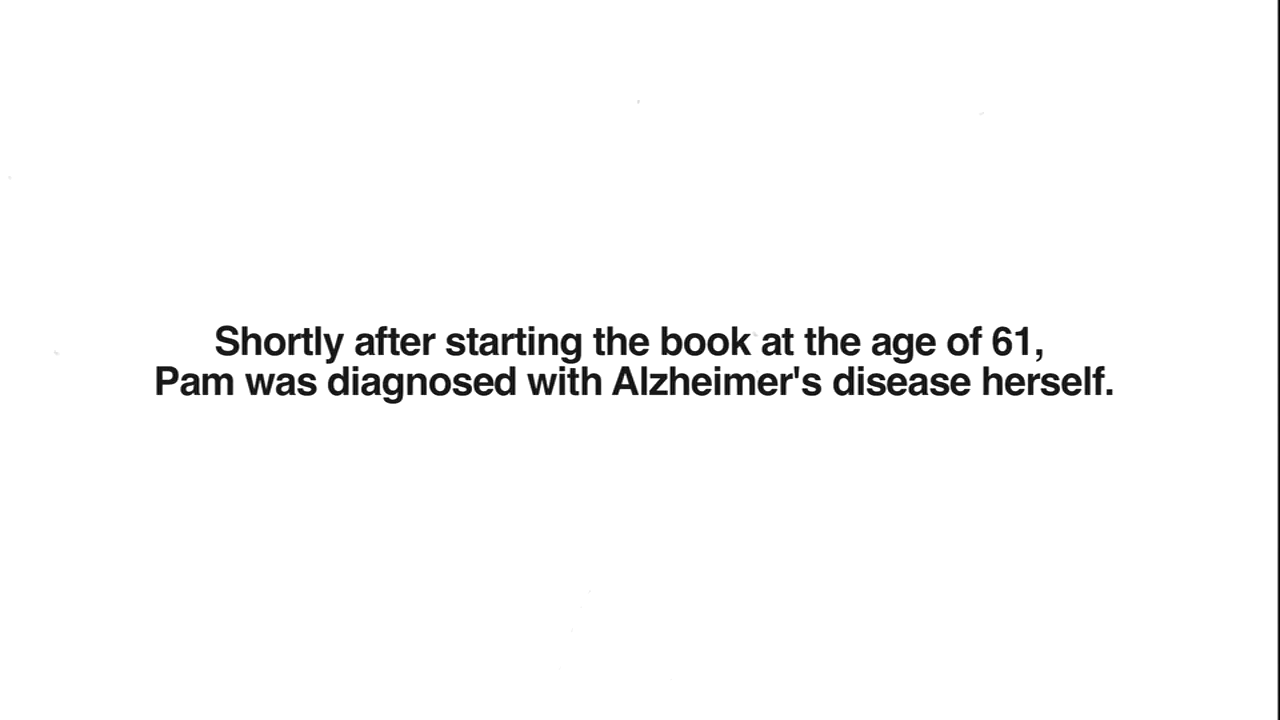 Shortly after starting the book at the age of 61,
Pam was diagnosed with Alzheimer's disease herself.